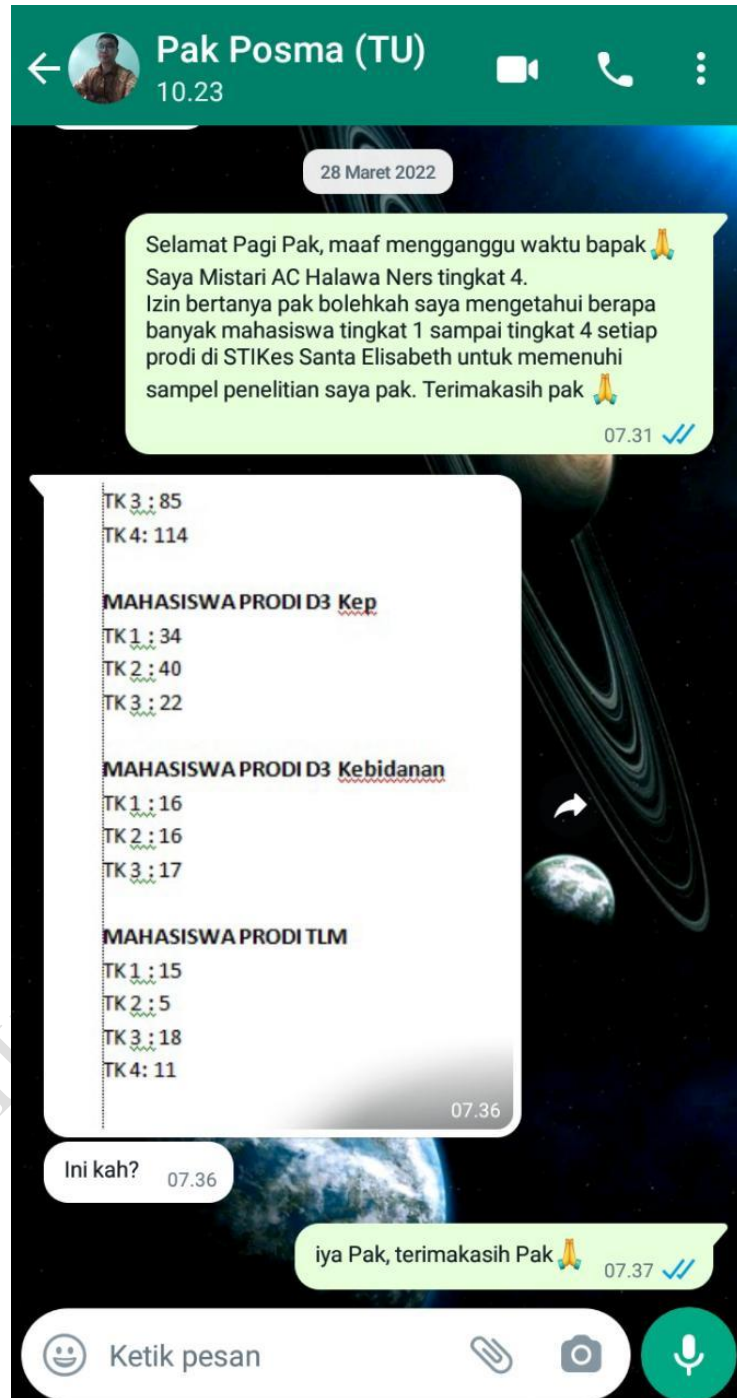 Pak Posma (TU)
10.23
28 Maret 2022
Selamat Pagi Pak, maaf mengganggu waktu bapak🙏
Saya Mistari AC Halawa Ners tingkat 4.
Izin bertanya pak bolehkah saya mengetahui berapa
banyak mahasiswa tingkat 1 sampai tingkat 4 setiap
prodi di STIKes Santa Elisabeth untuk memenuhi
sampel penelitian saya pak. Terimakasih pak 🙏
07.31
TK 3 : 85
TK 4: 114
MAHASISWA PRODI D3 Kep
TK 1 : 34
TK 2 : 40
TK 3 : 22
MAHASISWA PRODI D3 Kebidanan
TK 1 : 16
TK 2 : 16
TK 3 : 17
MAHASISWA PRODI TLM
TK 1 : 15
TK 2 : 5
TK 3 : 18
TK 4: 11
07.36
Ini kah? 07.36
iya Pak, terimakasih Pak🙏 07.37
Ketik pesan